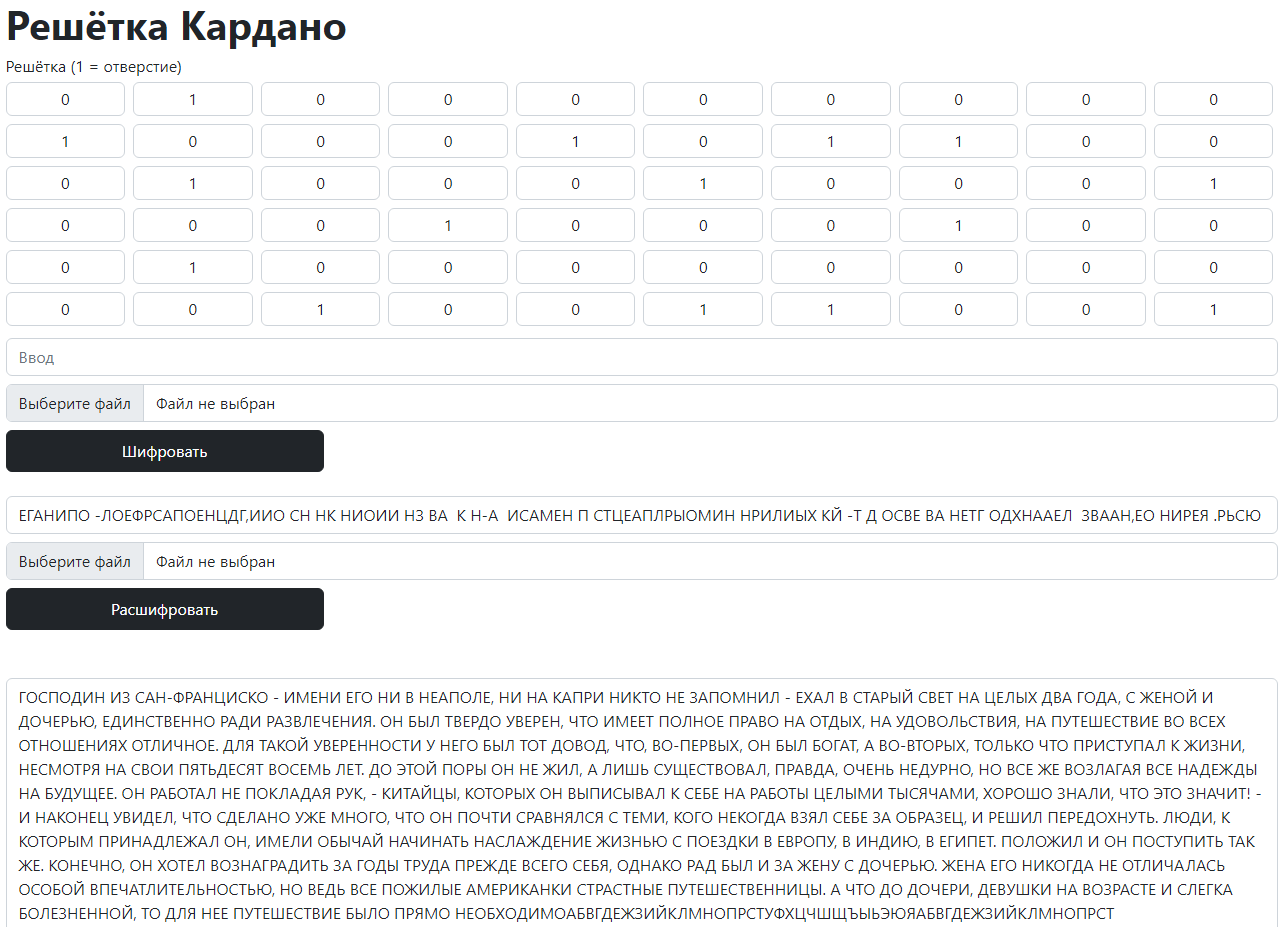 Решётка Кардано
Решётка (1 = отверстие)
0 1 0 0 0 0 0 0 0 0
1 0 0 0 1 0 1 1 0 0
0 1 0 0 0 1 0 0 0 1
0 0 0 1 0 0 0 1 0 0
0 1 0 0 0 0 0 0 0 0
0 0 1 0 0 1 1 0 0 1
Ввод
Выберите файл Файл не выбран
Шифровать
ЕГАНИПО -ЛОЕФРСАПОЕНЦДГ,ИИО СН НК НИОИИ НЗ ВА  К Н-А  ИСАМЕН П СТЦЕАПЛРЫОМИН НРИЛИЫХ КЙ -Т Д ОСВЕ ВА НЕТГ ОДХНААЕЛ  ЗВААН,ЕО НИРЕЯ .РЬСЮ
Выберите файл Файл не выбран
Расшифровать
ГОСПОДИН ИЗ САН-ФРАНЦИСКО - ИМЕНИ ЕГО НИ В НЕАПОЛЕ, НИ НА КАПРИ НИКТО НЕ ЗАПОМНИЛ - ЕХАЛ В СТАРЫЙ СВЕТ НА ЦЕЛЫХ ДВА ГОДА, С ЖЕНОЙ И
ДОЧЕРЬЮ, ЕДИНСТВЕННО РАДИ РАЗВЛЕЧЕНИЯ. ОН БЫЛ ТВЕРДО УВЕРЕН, ЧТО ИМЕЕТ ПОЛНОЕ ПРАВО НА ОТДЫХ, НА УДОВОЛЬСТВИЯ, НА ПУТЕШЕСТВИЕ ВО ВСЕХ
ОТНОШЕНИЯХ ОТЛИЧНОЕ. ДЛЯ ТАКОЙ УВЕРЕННОСТИ У НЕГО БЫЛ ТОТ ДОВОД, ЧТО, ВО-ПЕРВЫХ, ОН БЫЛ БОГАТ, А ВО-ВТОРЫХ, ТОЛЬКО ЧТО ПРИСТУПАЛ К ЖИЗНИ,
НЕСМОТРЯ НА СВОИ ПЯТЬДЕСЯТ ВОСЕМЬ ЛЕТ. ДО ЭТОЙ ПОРЫ ОН НЕ ЖИЛ, А ЛИШЬ СУЩЕСТВОВАЛ, ПРАВДА, ОЧЕНЬ НЕДУРНО, НО ВСЕ ЖЕ ВОЗЛАГАЯ ВСЕ НАДЕЖДЫ
НА БУДУЩЕЕ. ОН РАБОТАЛ НЕ ПОКЛАДАЯ РУК, - КИТАЙЦЫ, КОТОРЫХ ОН ВЫПИСЫВАЛ К СЕБЕ НА РАБОТЫ ЦЕЛЫМИ ТЫСЯЧАМИ, ХОРОШО ЗНАЛИ, ЧТО ЭТО ЗНАЧИТ! -
И НАКОНЕЦ УВИДЕЛ, ЧТО СДЕЛАНО УЖЕ МНОГО, ЧТО ОН ПОЧТИ СРАВНЯЛСЯ С ТЕМИ, КОГО НЕКОГДА ВЗЯЛ СЕБЕ ЗА ОБРАЗЕЦ, И РЕШИЛ ПЕРЕДОХНУТЬ. ЛЮДИ, К
КОТОРЫМ ПРИНАДЛЕЖАЛ ОН, ИМЕЛИ ОБЫЧАЙ НАЧИНАТЬ НАСЛАЖДЕНИЕ ЖИЗНЬЮ С ПОЕЗДКИ В ЕВРОПУ, В ИНДИЮ, В ЕГИПЕТ. ПОЛОЖИЛ И ОН ПОСТУПИТЬ ТАК
ЖЕ. КОНЕЧНО, ОН ХОТЕЛ ВОЗНАГРАДИТЬ ЗА ГОДЫ ТРУДА ПРЕЖДЕ ВСЕГО СЕБЯ, ОДНАКО РАД БЫЛ И ЗА ЖЕНУ С ДОЧЕРЬЮ. ЖЕНА ЕГО НИКОГДА НЕ ОТЛИЧАЛАСЬ
ОСОБОЙ ВПЕЧАТЛИТЕЛЬНОСТЬЮ, НО ВЕДЬ ВСЕ ПОЖИЛЫЕ АМЕРИКАНКИ СТРАСТНЫЕ ПУТЕШЕСТВЕННИЦЫ. А ЧТО ДО ДОЧЕРИ, ДЕВУШКИ НА ВОЗРАСТЕ И СЛЕГКА
БОЛЕЗНЕННОЙ, ТО ДЛЯ НЕЕ ПУТЕШЕСТВИЕ БЫЛО ПРЯМО НЕОБХОДИМОАБВГДЕЖЗИЙКЛМНОПРСТУФХЦЧШЩЪЫЬЭЮЯАБВГДЕЖЗИЙКЛМНОПРСТ